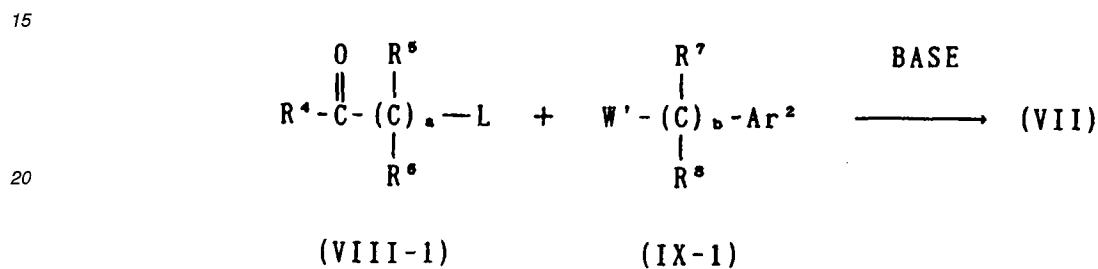 15
O R⁵ R⁷ BASE
R⁴-C-(C)ₐ—L + W'-(C)b-Ar² (VII)
R⁶ R⁸
20
(VIII-1) (IX-1)